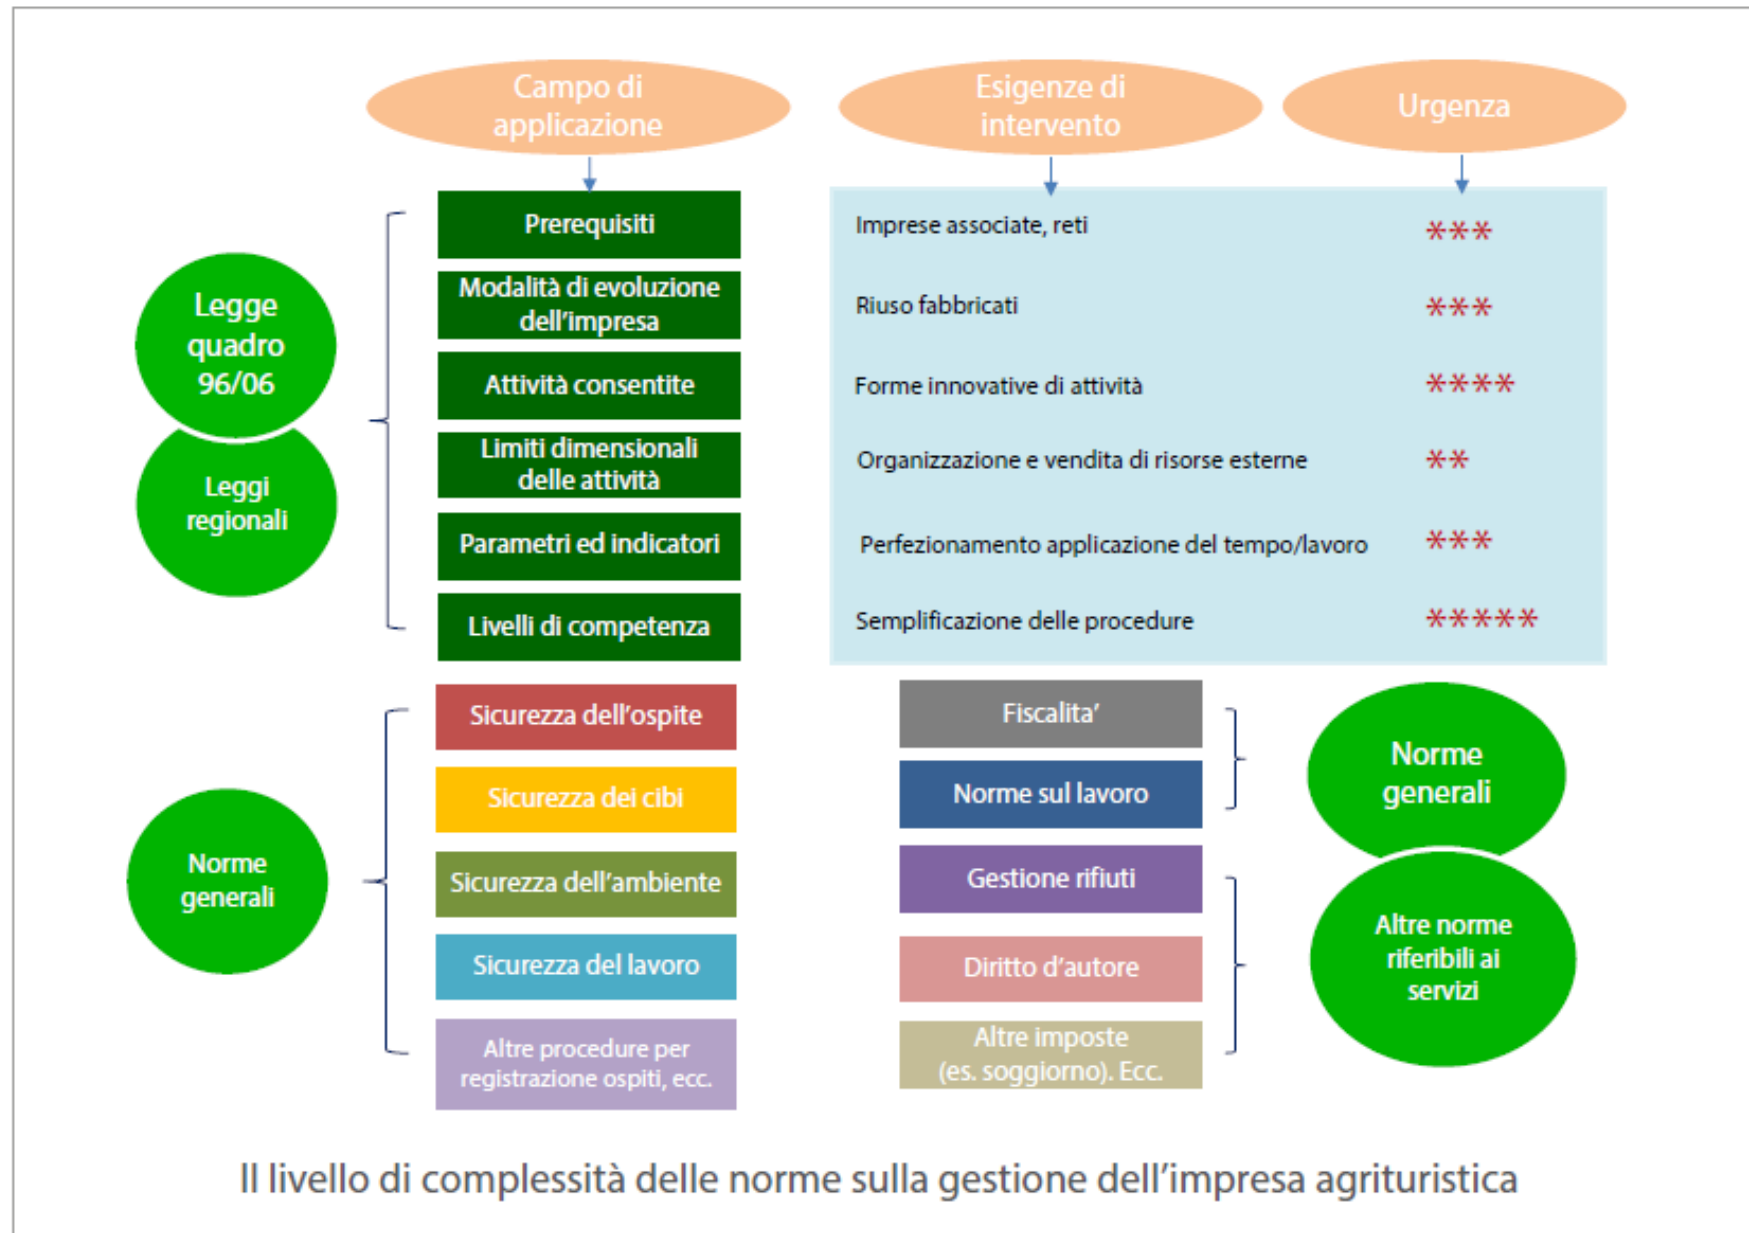 Campo di
applicazione
Esigenze di
intervento
Urgenza
Legge
quadro
96/06
Leggi
regionali
Prerequisiti
Imprese associate, reti
***
Modalità di evoluzione
dell'impresa
Riuso fabbricati
***
Attività consentite
Forme innovative di attività
****
Limiti dimensionali
delle attività
Organizzazione e vendita di risorse esterne
**
Parametri ed indicatori
Perfezionamento applicazione del tempo/lavoro
***
Livelli di competenza
Semplificazione delle procedure
*****
Norme
generali
Sicurezza dell'ospite
Sicurezza dei cibi
Sicurezza dell'ambiente
Sicurezza del lavoro
Altre procedure per
registrazione ospiti, ecc.
Fiscalita'
Norme sul lavoro
Gestione rifiuti
Diritto d'autore
Altre imposte
(es. soggiorno). Ecc.
Norme
generali
Altre norme
riferibili ai
servizi
Il livello di complessità delle norme sulla gestione dell'impresa agrituristica